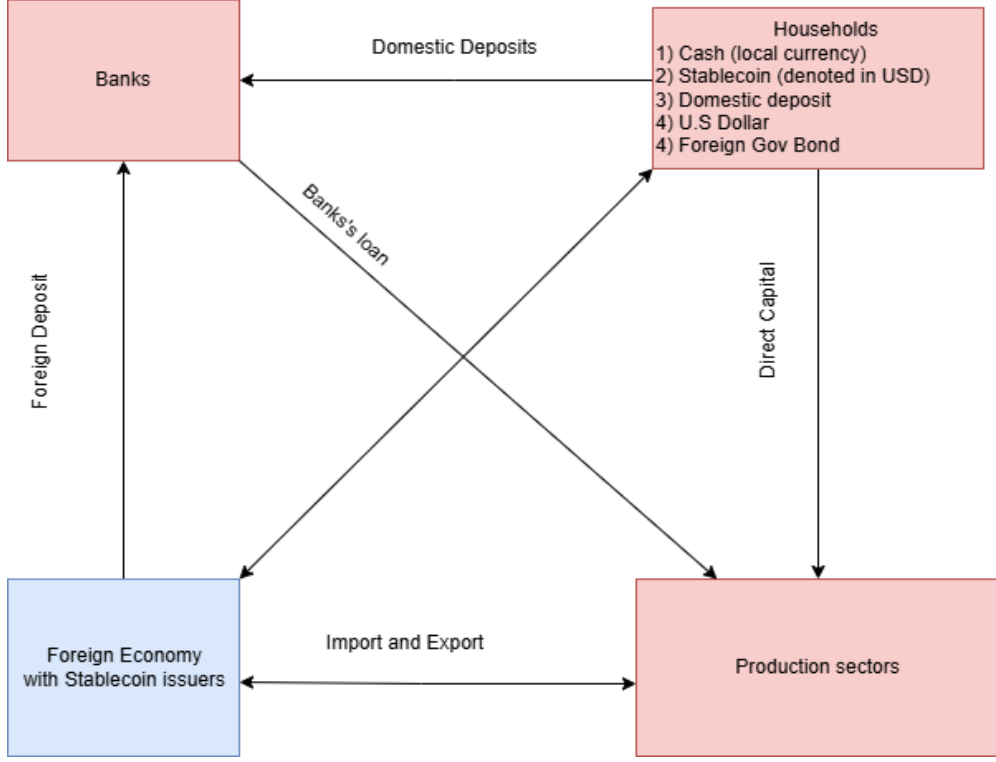 Banks
Domestic Deposits
Households
1) Cash (local currency)
2) Stablecoin (denoted in USD)
3) Domestic deposit
4) U.S Dollar
4) Foreign Gov Bond
Banks's loan
Foreign Deposit
Direct Capital
Foreign Economy
with Stablecoin issuers
Import and Export
Production sectors